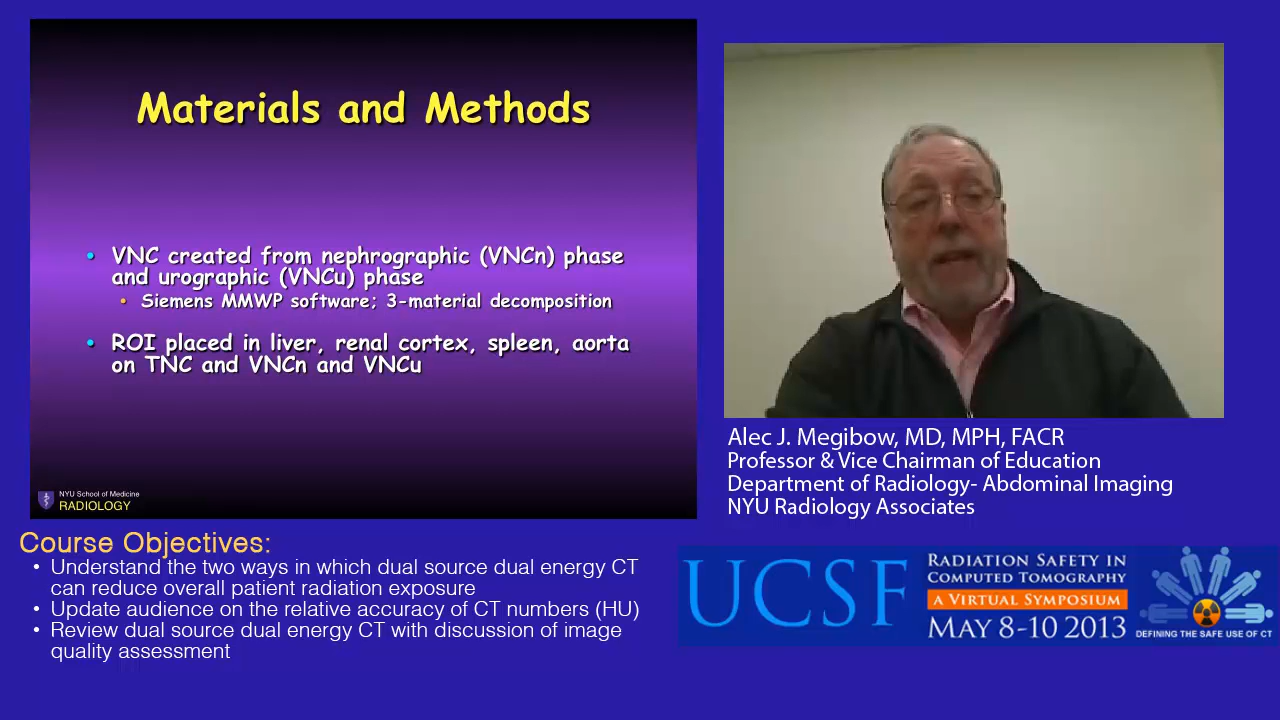 Materials and Methods
• VNC created from nephrographic (VNCn) phase
and urographic (VNCu) phase
• Siemens MMWP software; 3-material decomposition
• ROI placed in liver, renal cortex, spleen, aorta
on TNC and VNCn and VNCu
NYU School of Medicine
RADIOLOGY
Alec J. Megibow, MD, MPH, FACR
Professor & Vice Chairman of Education
Department of Radiology- Abdominal Imaging
NYU Radiology Associates
Course Objectives:
• Understand the two ways in which dual source dual energy CT
can reduce overall patient radiation exposure
• Update audience on the relative accuracy of CT numbers (HU)
• Review dual source dual energy CT with discussion of image
quality assessment
UCSF
RADIATION SAFETY IN
COMPUTED TOMOGRAPHY
A VIRTUAL SYMPOSIUM
MAY 8-10 2013
DEFINING THE SAFE USE OF CT